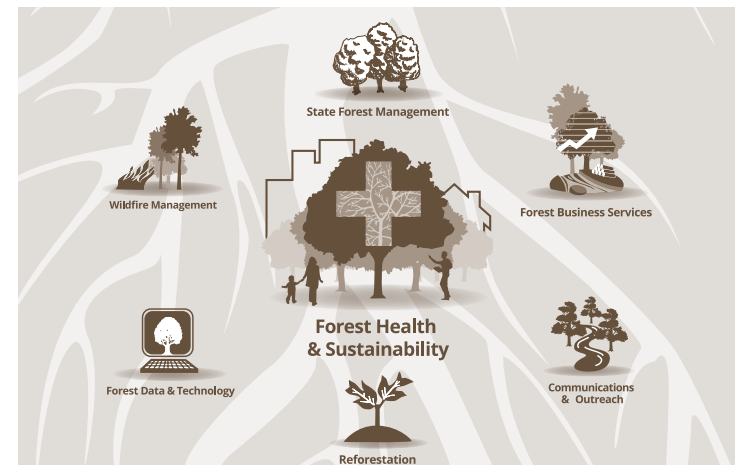 State Forest Management
Wildfire Management
Forest Business Services
Forest Health
& Sustainability
Forest Data & Technology
Communications
& Outreach
Reforestation